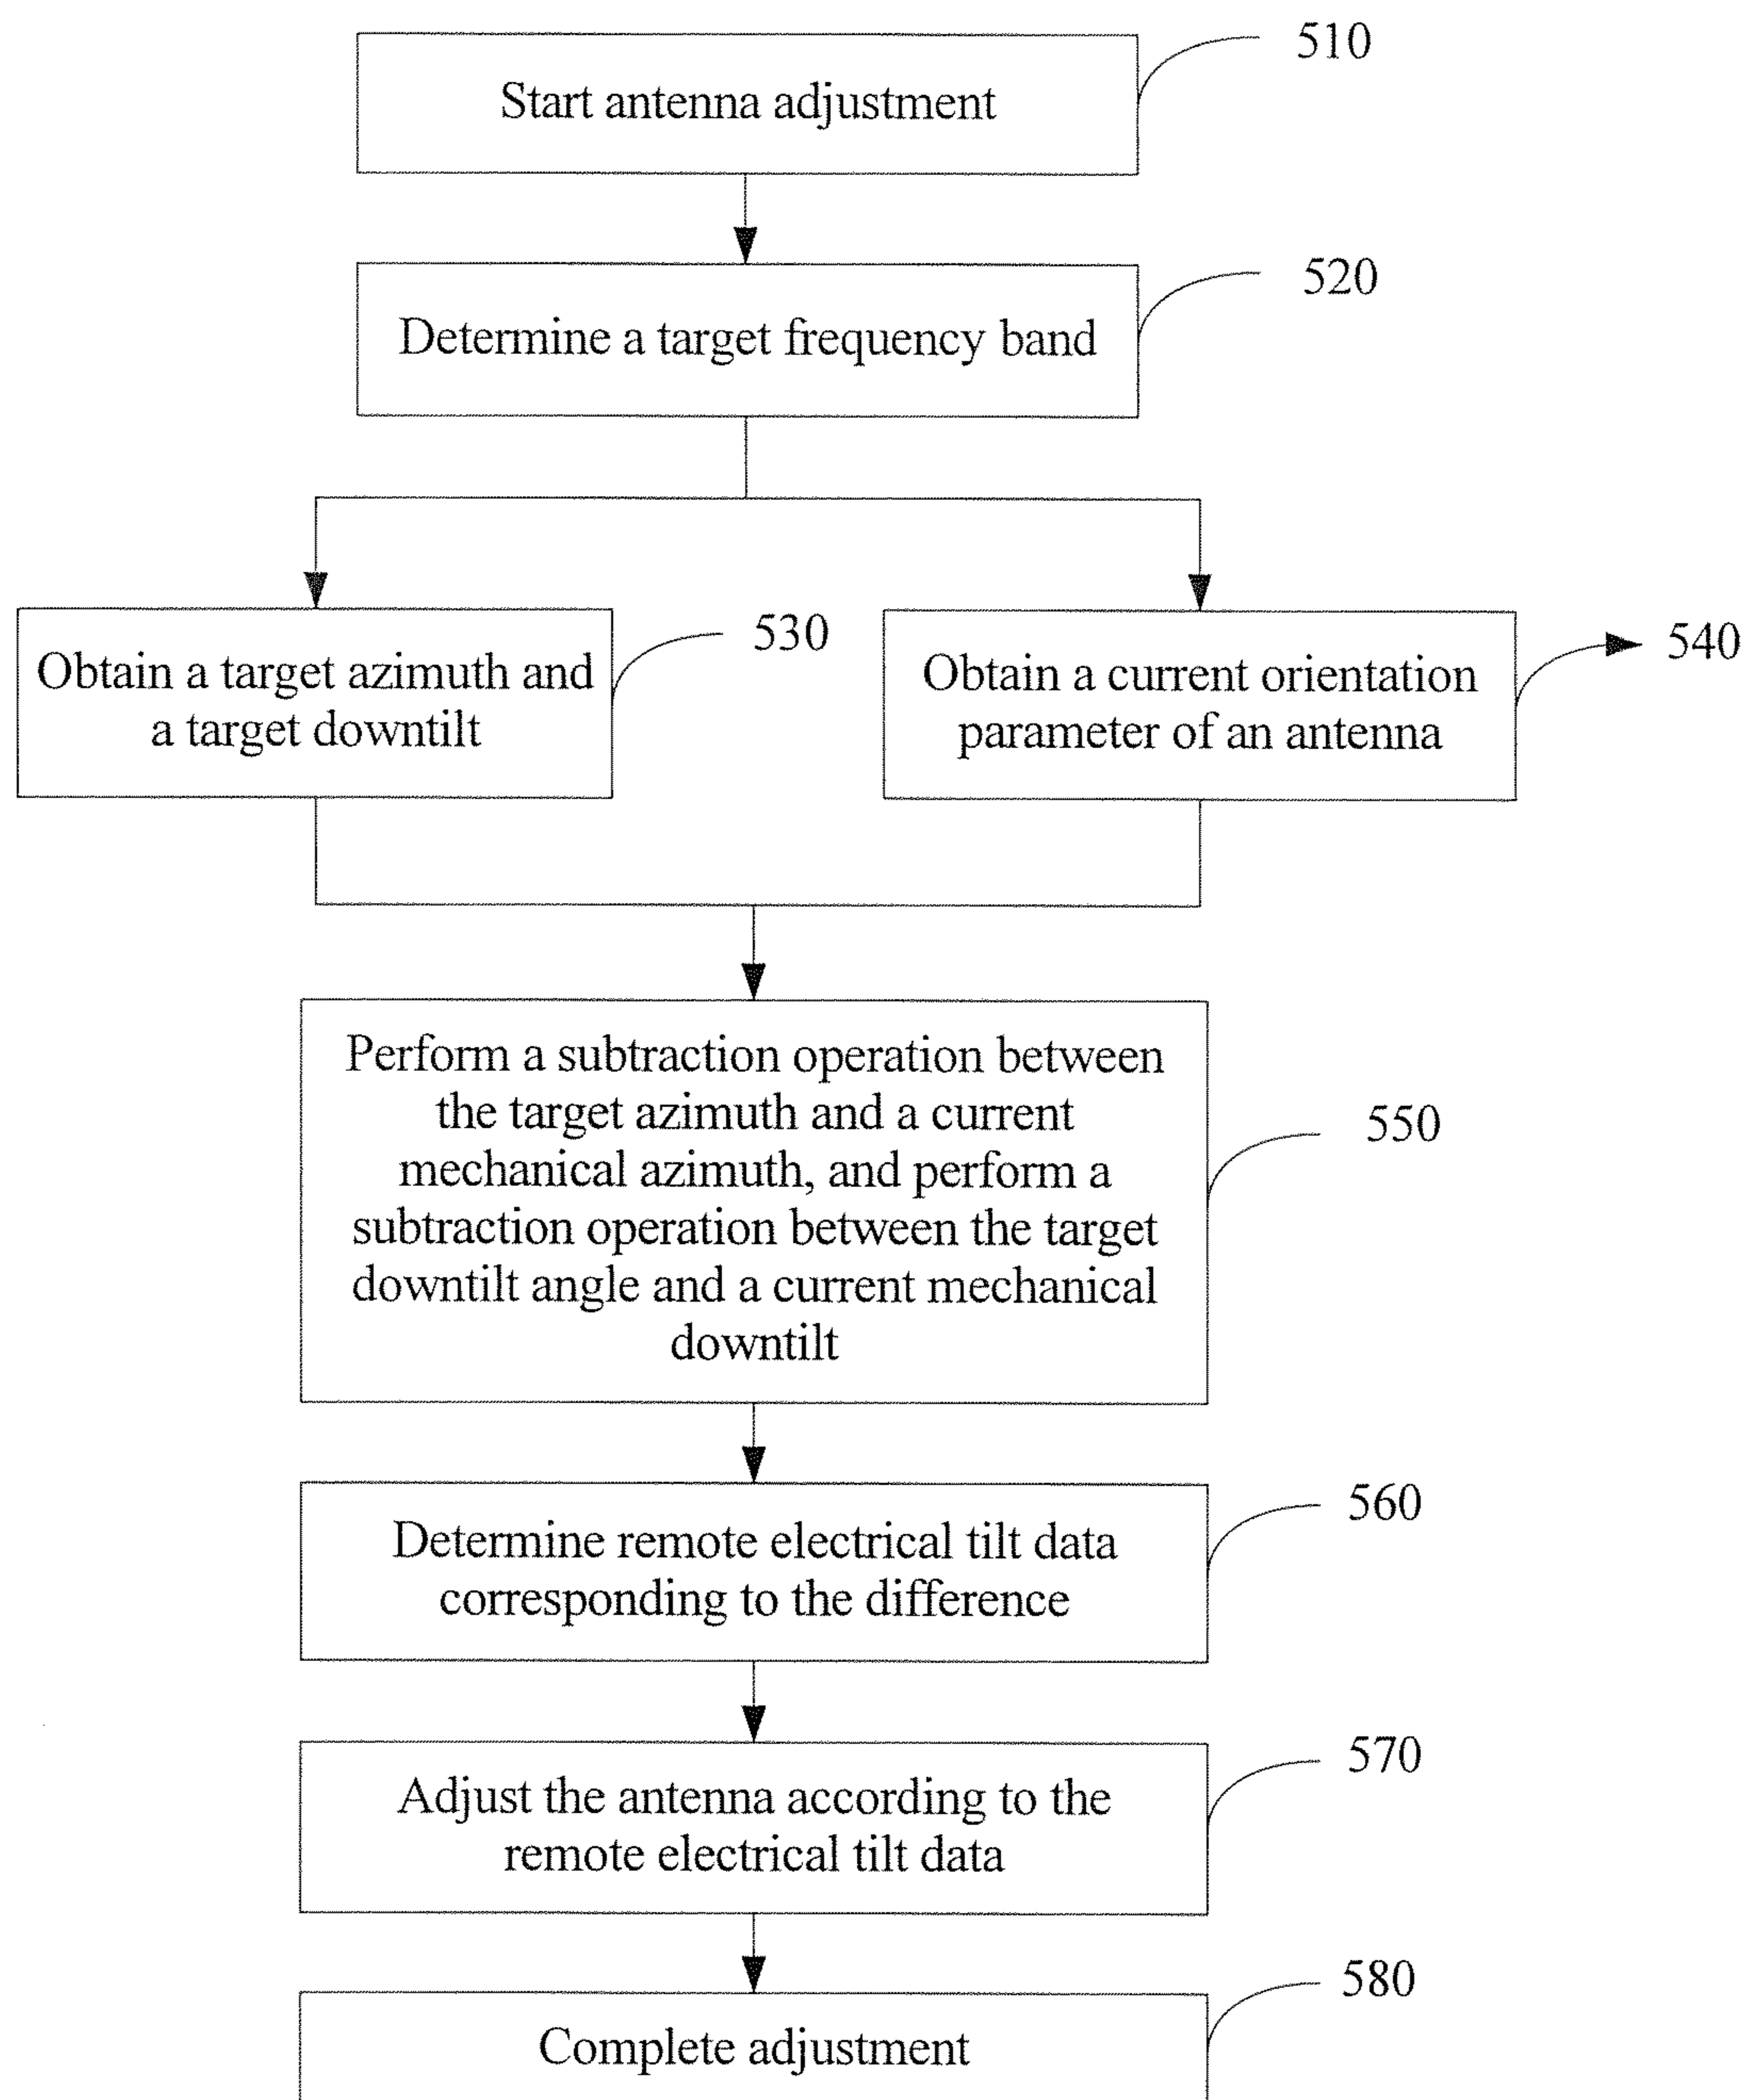 Start antenna adjustment
510
Determine a target frequency band
520
Obtain a target azimuth and
a target downtilt
530
Obtain a current orientation
parameter of an antenna
540
Perform a subtraction operation between
the target azimuth and a current
mechanical azimuth, and perform a
subtraction operation between the target
downtilt angle and a current mechanical
downtilt
550
Determine remote electrical tilt data
corresponding to the difference
560
Adjust the antenna according to the
remote electrical tilt data
570
Complete adjustment
580